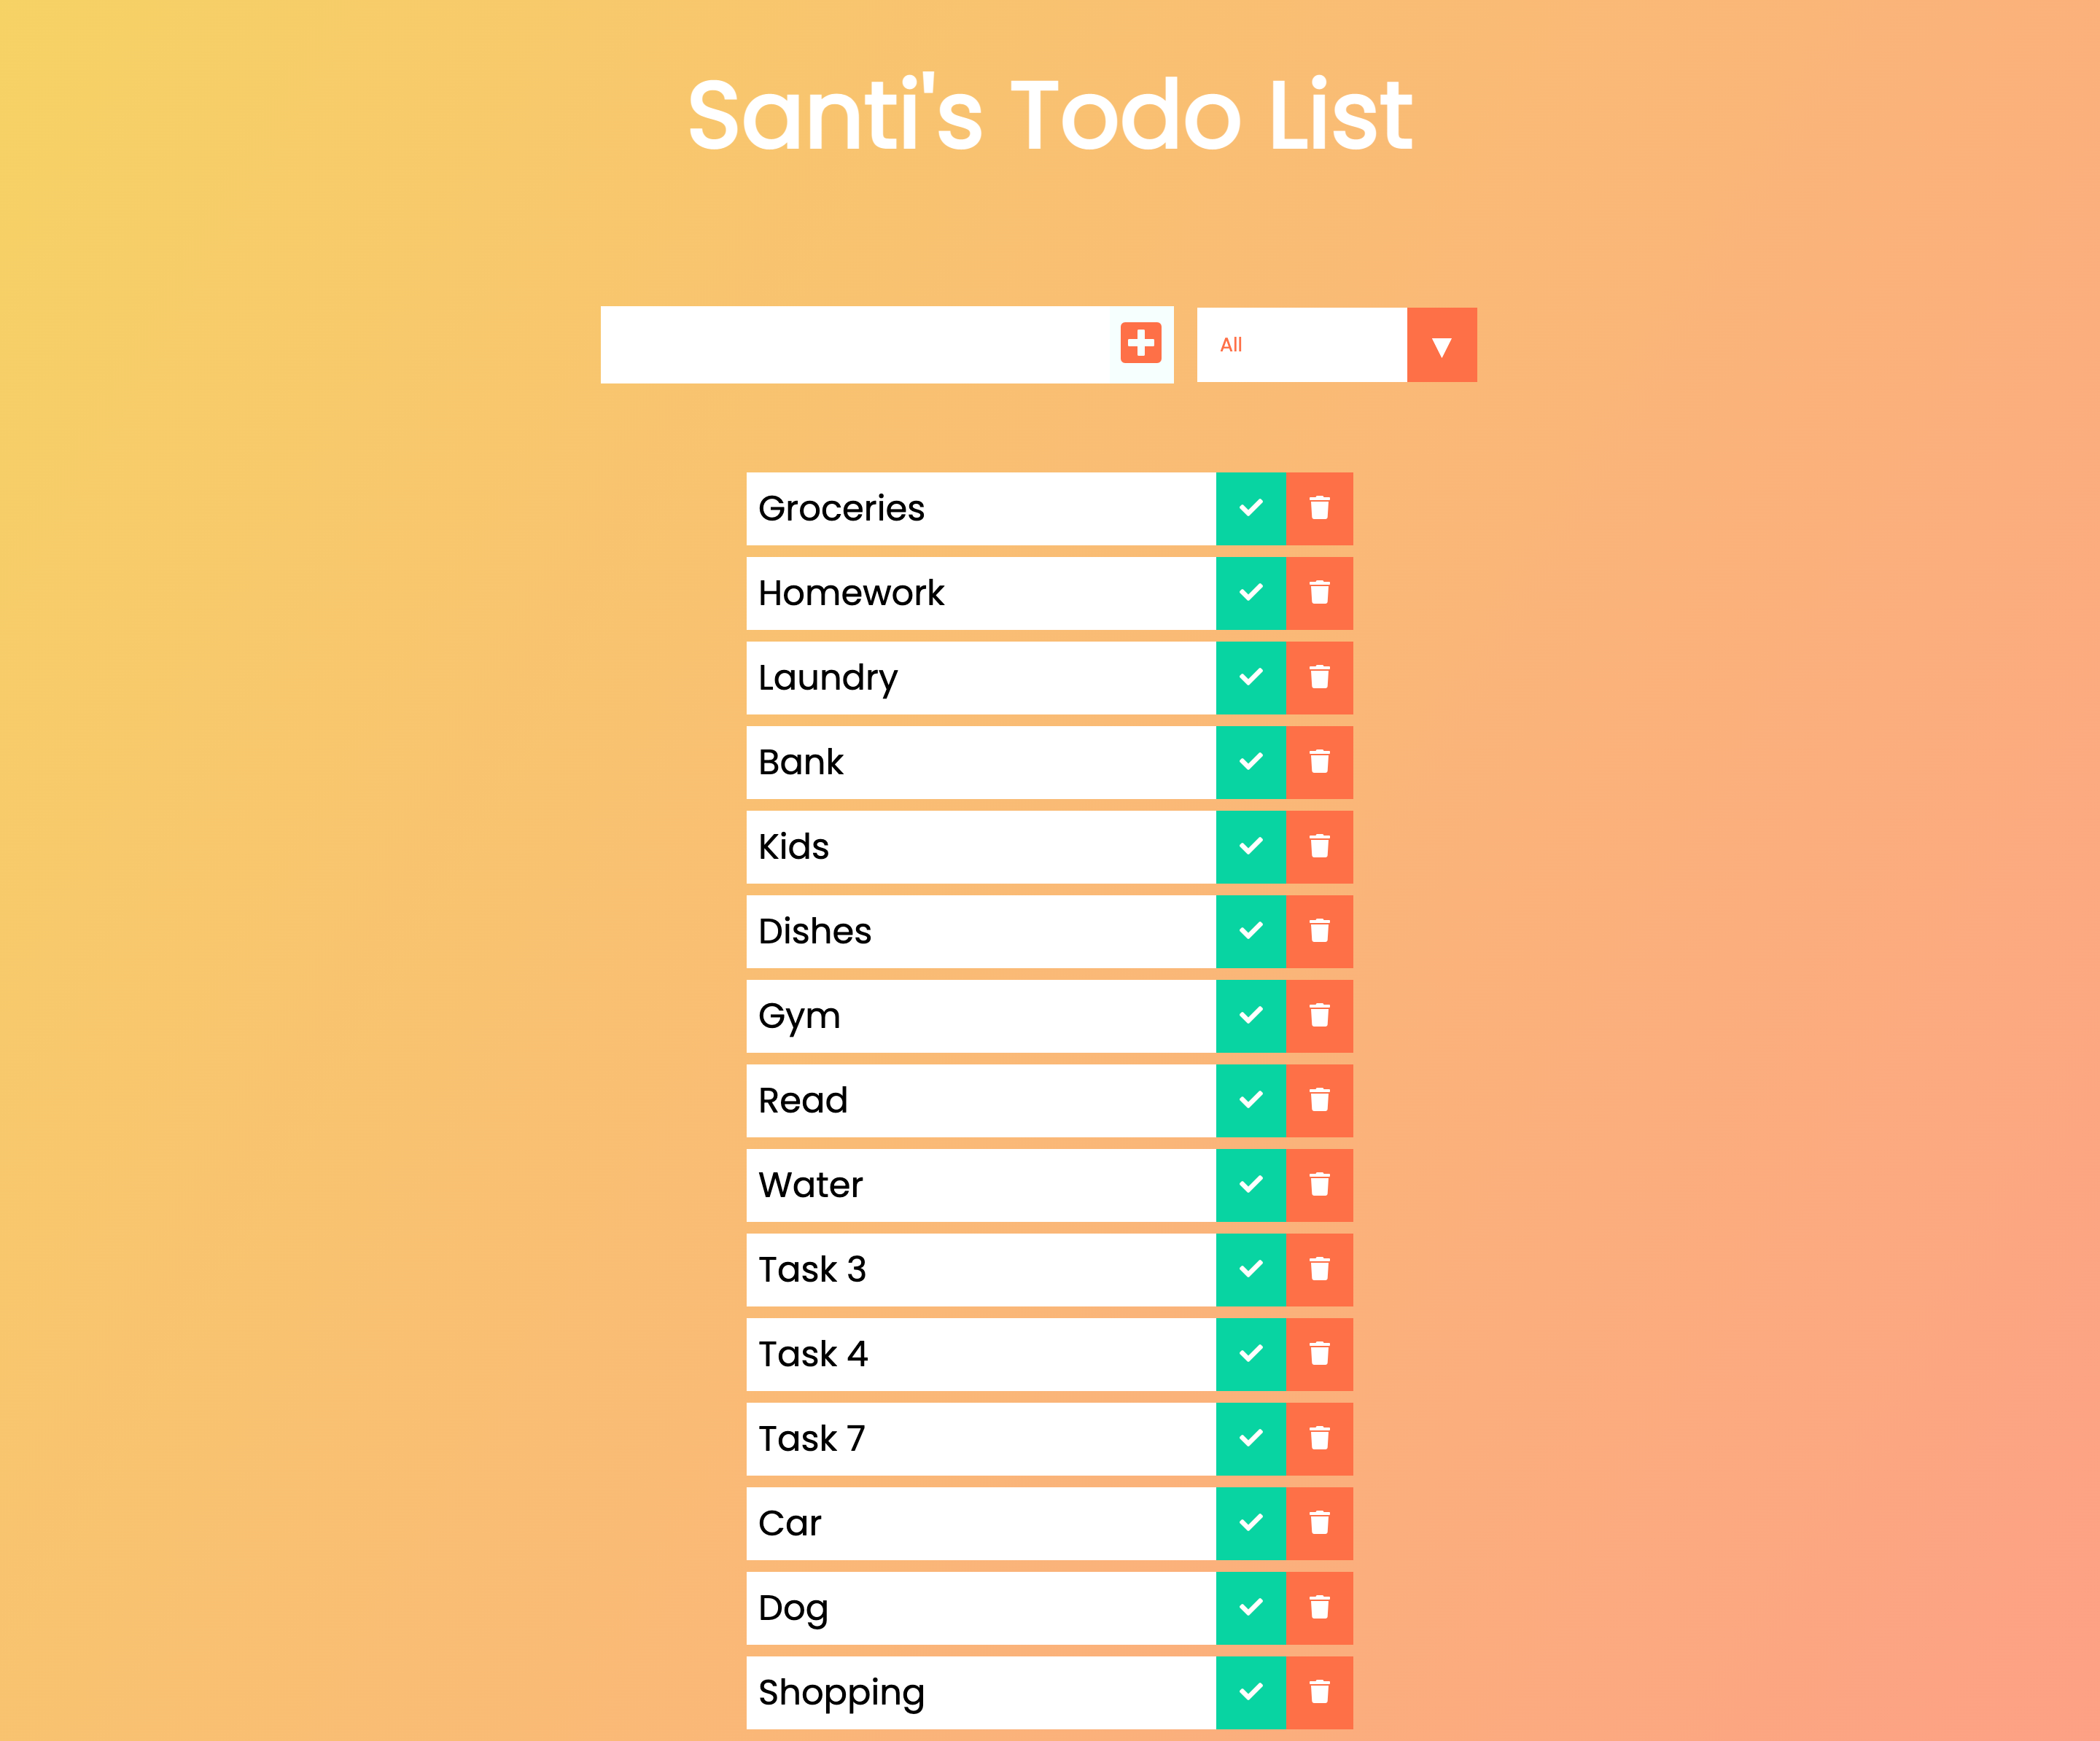 Santi's Todo List
All
Groceries
Homework
Laundry
Bank
Kids
Dishes
Gym
Read
Water
Task 3
Task 4
Task 7
Car
Dog
Shopping